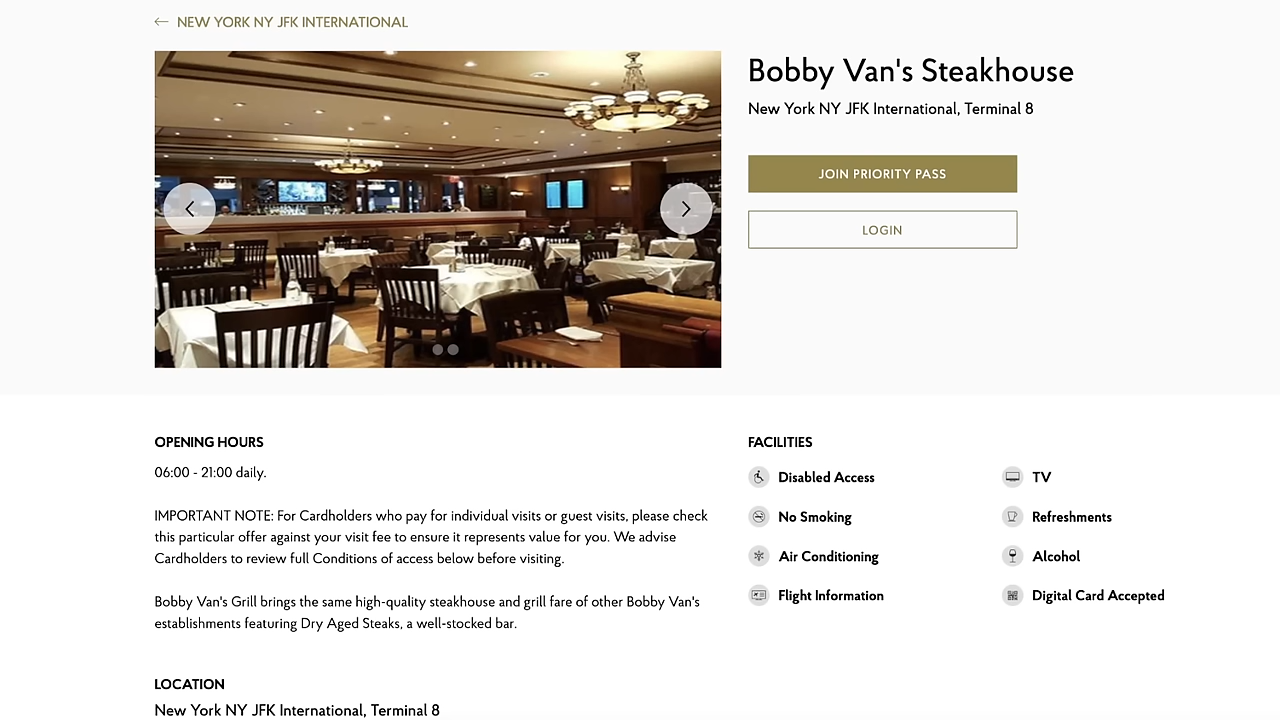 ← NEW YORK NY JFK INTERNATIONAL
Bobby Van's Steakhouse
New York NY JFK International, Terminal 8
JOIN PRIORITY PASS
LOGIN
OPENING HOURS
06:00 - 21:00 daily.
IMPORTANT NOTE: For Cardholders who pay for individual visits or guest visits, please check
this particular offer against your visit fee to ensure it represents value for you. We advise
Cardholders to review full Conditions of access below before visiting.
Bobby Van's Grill brings the same high-quality steakhouse and grill fare of other Bobby Van's
establishments featuring Dry Aged Steaks, a well-stocked bar.
LOCATION
New York NY JFK International, Terminal 8
FACILITIES
Disabled Access
No Smoking
Air Conditioning
Flight Information
TV
Refreshments
Alcohol
Digital Card Accepted